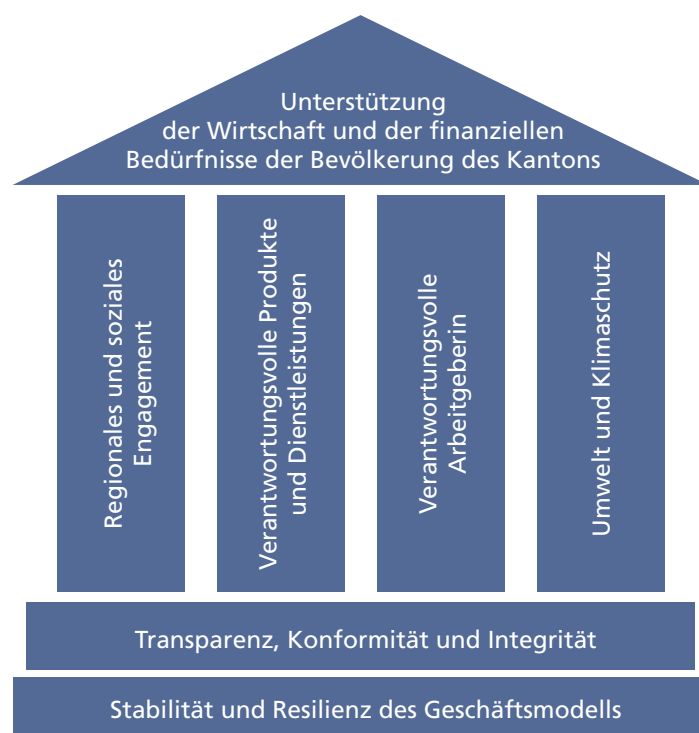 Unterstützung
der Wirtschaft und der finanziellen
Bedürfnisse der Bevölkerung des Kantons
Regionales und soziales
Engagement
Verantwortungsvolle Produkte
und Dienstleistungen
Verantwortungsvolle
Arbeitgeberin
Umwelt und Klimaschutz
Transparenz, Konformität und Integrität
Stabilität und Resilienz des Geschäftsmodells